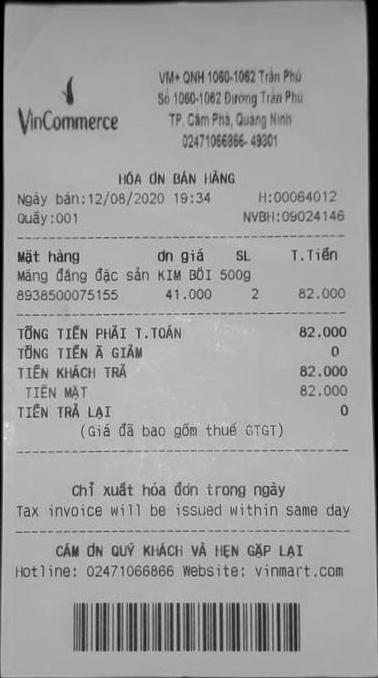 VinCommerce
VM+ QNH 1060-1062 Trần Phú
Số 1060-1062 Đường Trần Phú
TP. Cẩm Phả, Quảng Ninh
02471066866- 49301
HÓA ƠN BÁN HÀNG
Ngày bán:12/08/2020 19:34 H:00064012
Quầy:001 NVBH:09024146
Mặt hàng ơn giá SL T.Tiền
Măng đắng đặc sản KIM BÔI 500g
8938500075155 41.000 2 82.000
TỔNG TIỀN PHẢI T.TOÁN 82.000
TỔNG TIỀN Ã GIẢM 0
TIỀN KHÁCH TRẢ 82.000
TIỀN MẶT 82.000
TIỀN TRẢ LẠI 0
(Giá đã bao gồm thuế GTGT)
Chỉ xuất hóa đơn trong ngày
Tax invoice will be issued within same day
CẢM ƠN QUÝ KHÁCH VÀ HẸN GẶP LẠI
Hotline: 02471066866 Website: vinmart.com